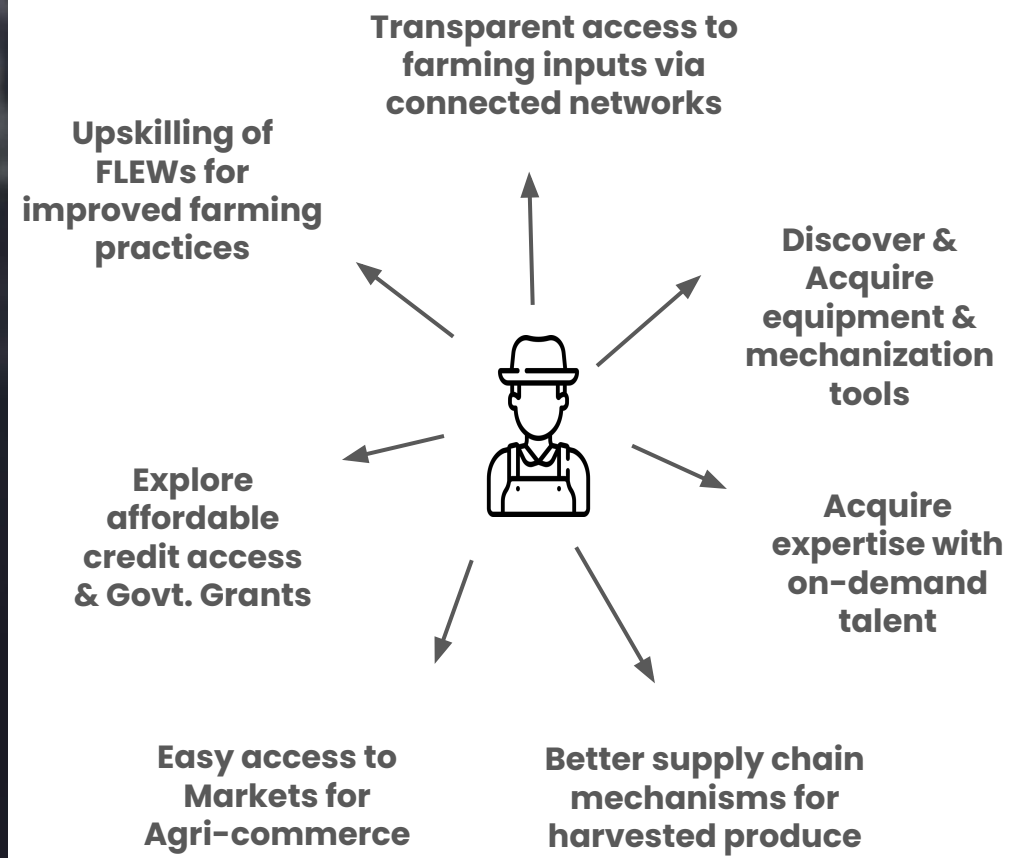 Transparent access to
farming inputs via
connected networks
Upskilling of
FLEWs for
improved farming
practices
Discover &
Acquire
equipment &
mechanization
tools
Explore
affordable
credit access
& Govt. Grants
Acquire
expertise with
on-demand
talent
Easy access to
Markets for
Agri-commerce
Better supply chain
mechanisms for
harvested produce